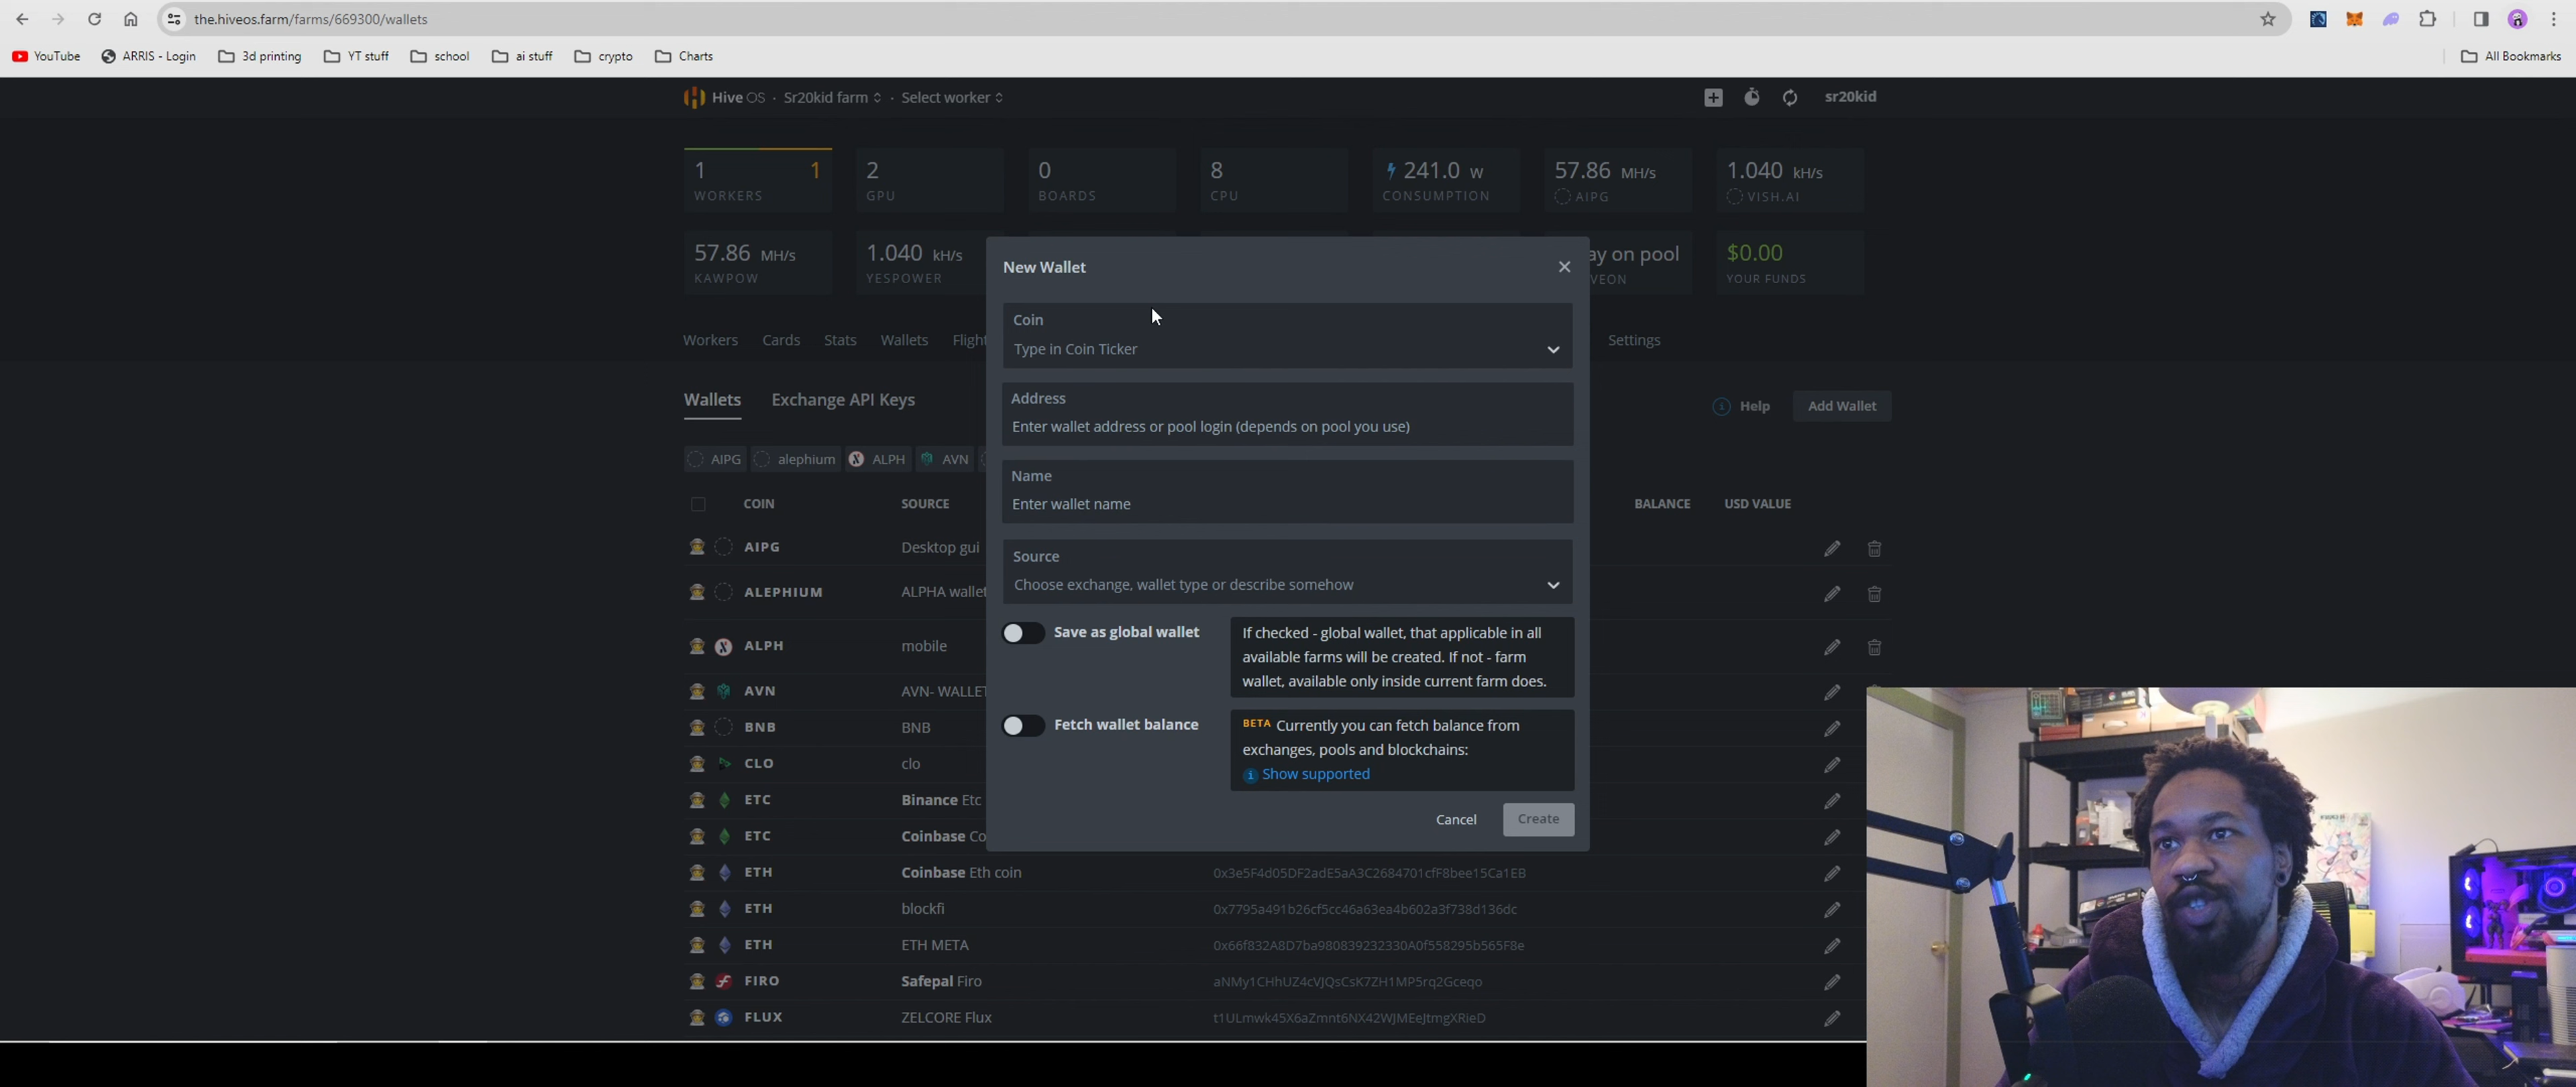 the.hiveos.farm/farms/669300/wallets
YouTube ARRIS - Login 3d printing YT stuff school ai stuff crypto Charts All Bookmarks
Hive OS · Sr20kid farm · Select worker sr20kid
1 1 2 0 8 241.0 W 57.86 MH/s 1.040 kH/s
WORKERS GPU BOARDS CPU CONSUMPTION AIPG VISH.AI
57.86 MH/s 1.040 kH/s ay on pool $0.00
KAWPOW YESPOWER VEON YOUR FUNDS
New Wallet
Coin
Type in Coin Ticker
Workers Cards Stats Wallets Flight Settings
Address
Enter wallet address or pool login (depends on pool you use)
Wallets Exchange API Keys Help Add Wallet
AIPG alephium ALPH AVN
Name
Enter wallet name
COIN SOURCE BALANCE USD VALUE
AIPG Desktop gui
Source
Choose exchange, wallet type or describe somehow
ALEPHIUM ALPHA wallet
Save as global wallet
If checked - global wallet, that applicable in all
available farms will be created. If not - farm
wallet, available only inside current farm does.
ALPH mobile
AVN AVN- WALLET
Fetch wallet balance
BETA Currently you can fetch balance from
exchanges, pools and blockchains:
Show supported
BNB BNB
CLO clo
ETC Binance Etc
Cancel Create
ETC Coinbase Co
ETH Coinbase Eth coin 0x3e5F4d05DF2adE5aA3C2684701cfF8bee15Ca1EB
ETH blockfi 0x7795a491b26cf5cc46a63ea4b602a3f738d136dc
ETH ETH META 0x66f832A8D7ba980839232330A0f558295b565F8e
FIRO Safepal Firo aNMy1CHhUZ4cVJQsCsK7ZH1MP5rq2Gceqo
FLUX ZELCORE Flux t1ULmwk45X6aZmnt6NX42WJMEeJtmgXRieD